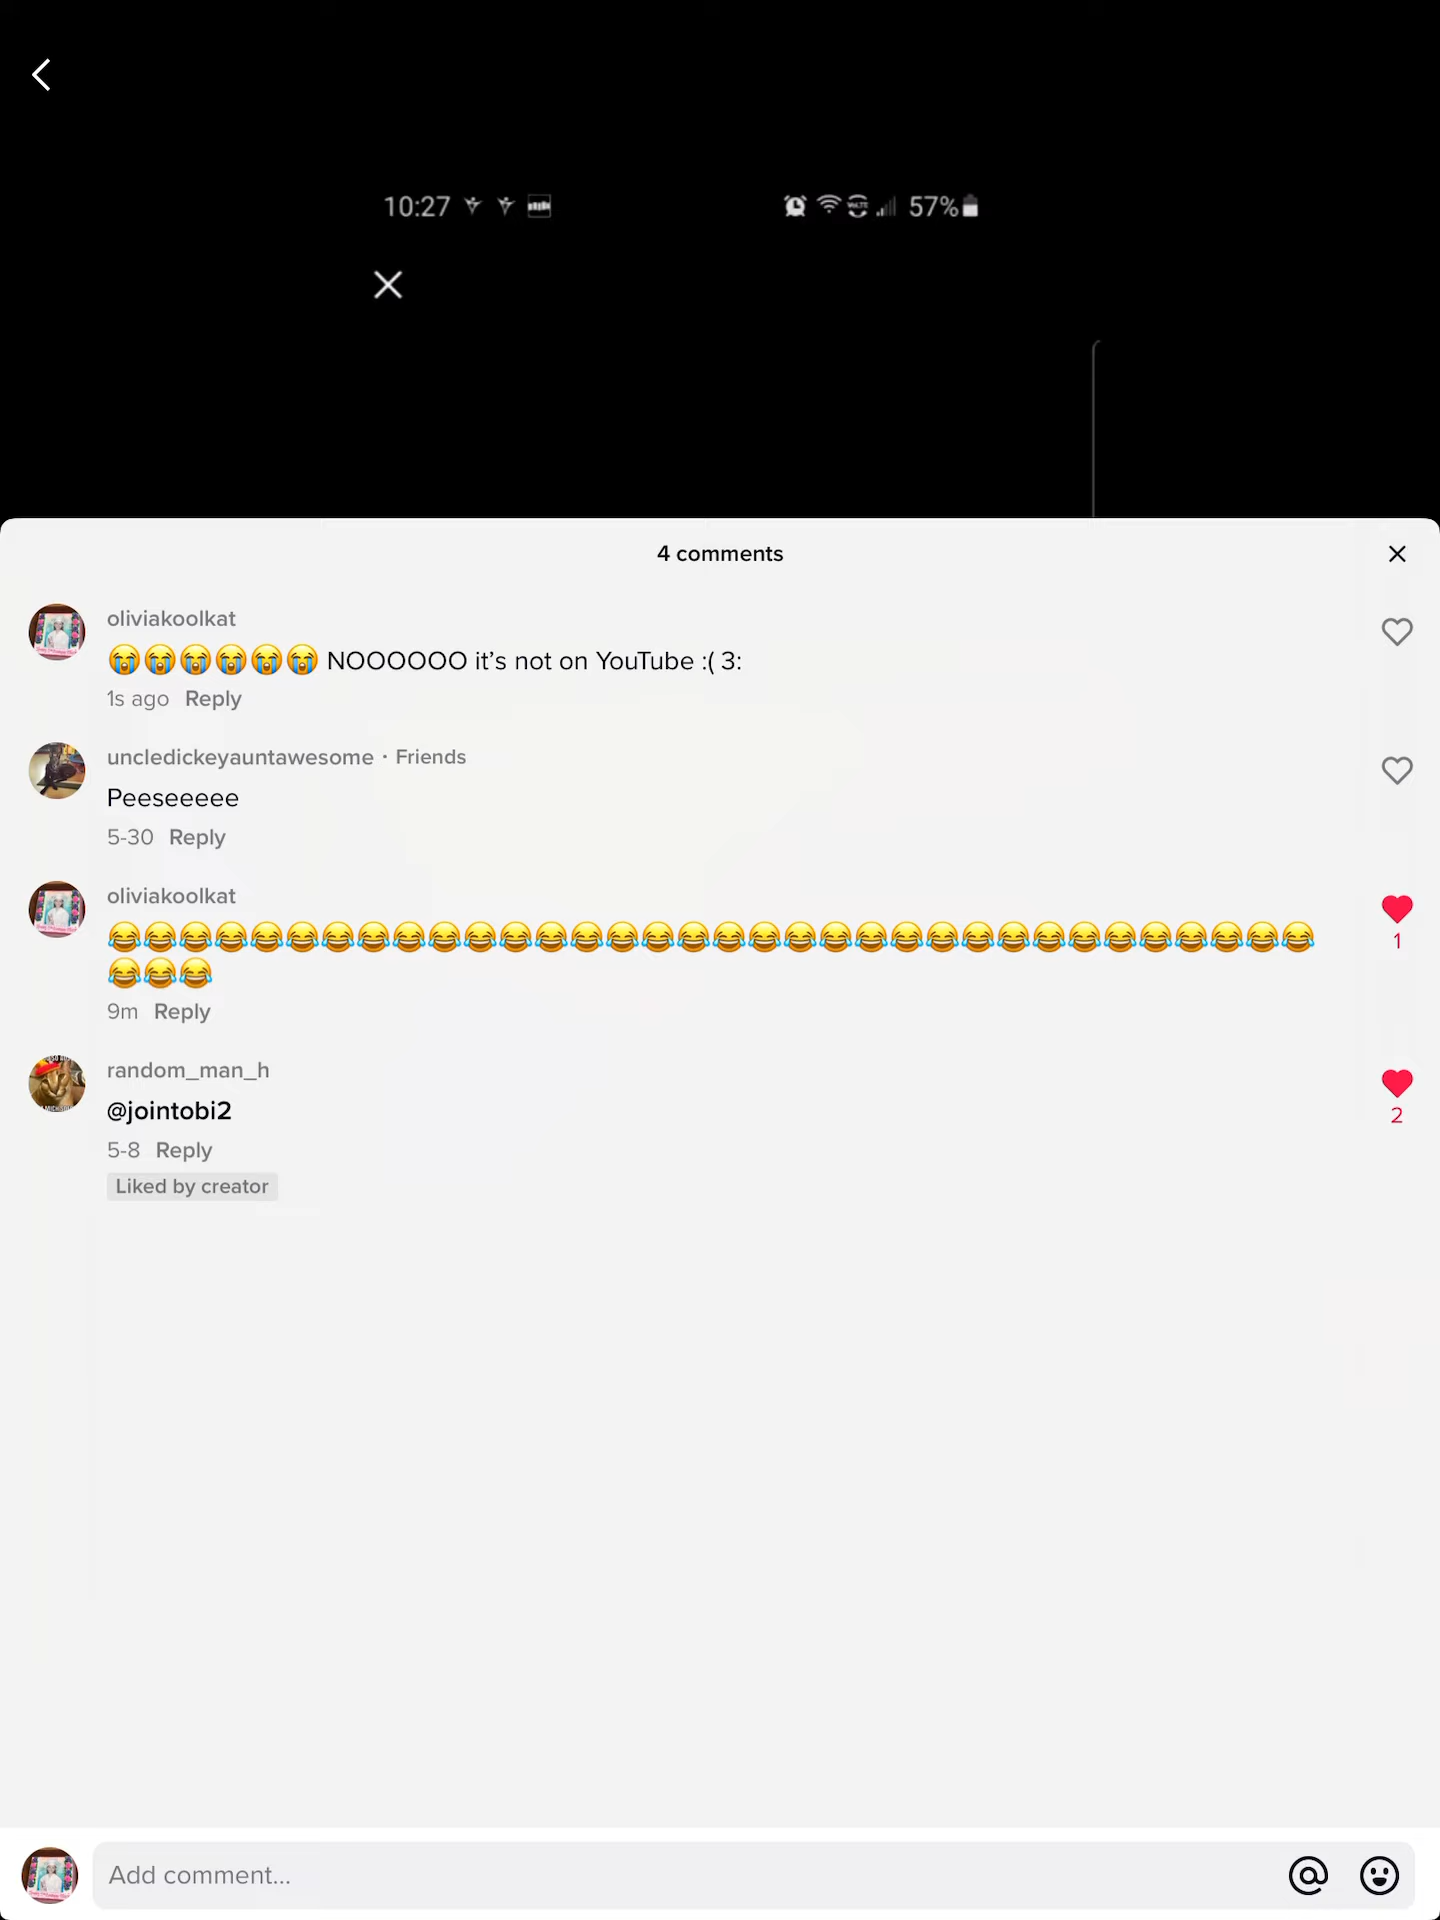 10:27 57%
4 comments
oliviakoolkat
😭😭😭😭😭😭 NOOOOOO it’s not on YouTube :( 3:
1s ago Reply
uncledickeyauntawesome · Friends
Peeseeeee
5-30 Reply
oliviakoolkat
😂😂😂😂😂😂😂😂😂😂😂😂😂😂😂😂😂😂😂😂😂😂😂😂😂😂😂😂😂😂😂😂😂😂
😂😂😂
9m Reply
1
random_man_h
@jointobi2
5-8 Reply
2
Liked by creator
Add comment...